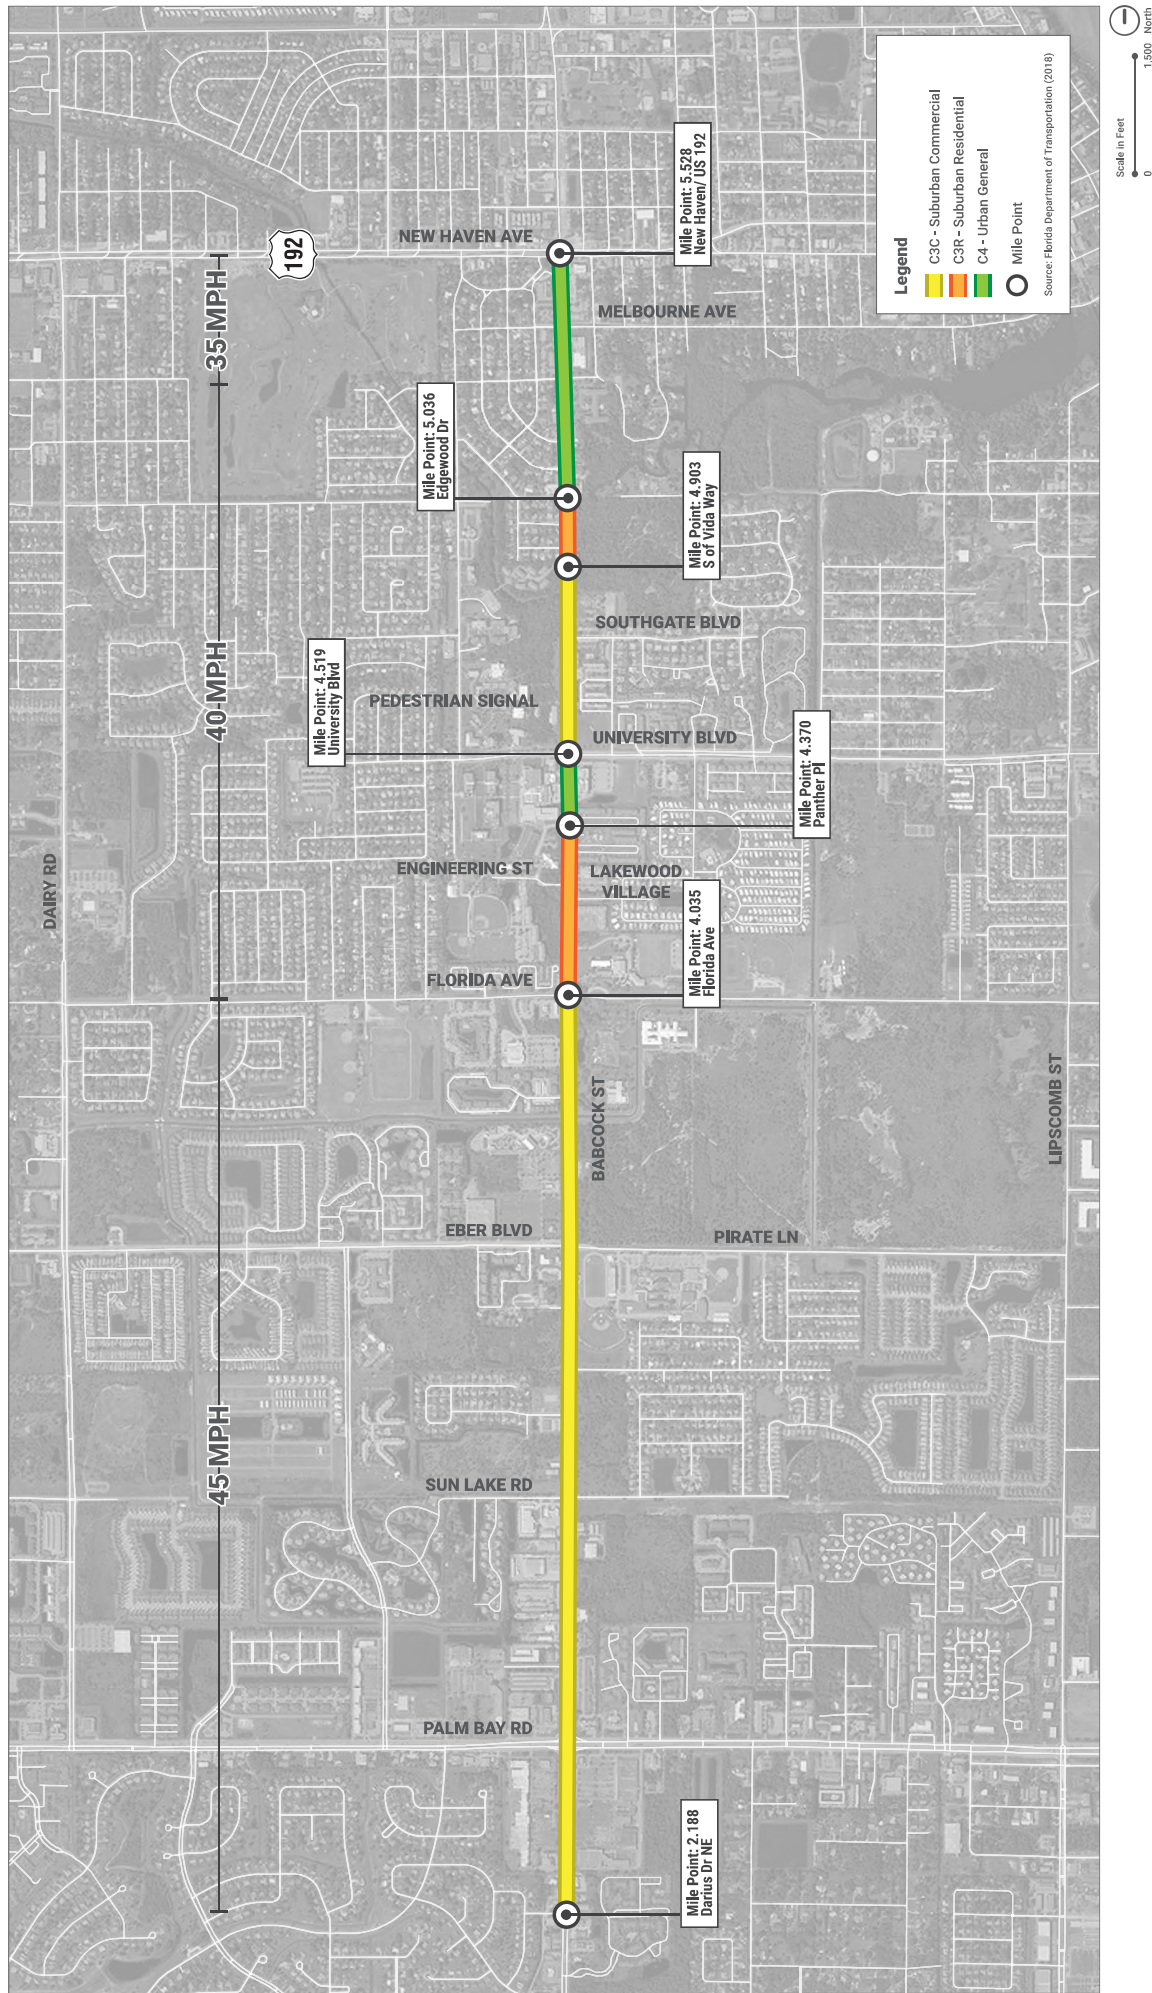 North
Scale in Feet
0
1,500
Legend
C3C - Suburban Commercial
C3R - Suburban Residential
C4 - Urban General
Mile Point
Source: Florida Department of Transportation (2018)
192
35 MPH
NEW HAVEN AVE
Mile Point: 5.528
New Haven/ US 192
MELBOURNE AVE
Mile Point: 5.036
Edgewood Dr
Mile Point: 4.903
S of Vida Way
SOUTHGATE BLVD
40 MPH
Mile Point: 4.519
University Blvd
PEDESTRIAN SIGNAL
UNIVERSITY BLVD
Mile Point: 4.370
Panther Pl
DAIRY RD
ENGINEERING ST
LAKEWOOD
VILLAGE
Mile Point: 4.035
Florida Ave
FLORIDA AVE
BABCOCK ST
LIPSCOMB ST
EBER BLVD
PIRATE LN
45 MPH
SUN LAKE RD
PALM BAY RD
Mile Point: 2.188
Darius Dr NE